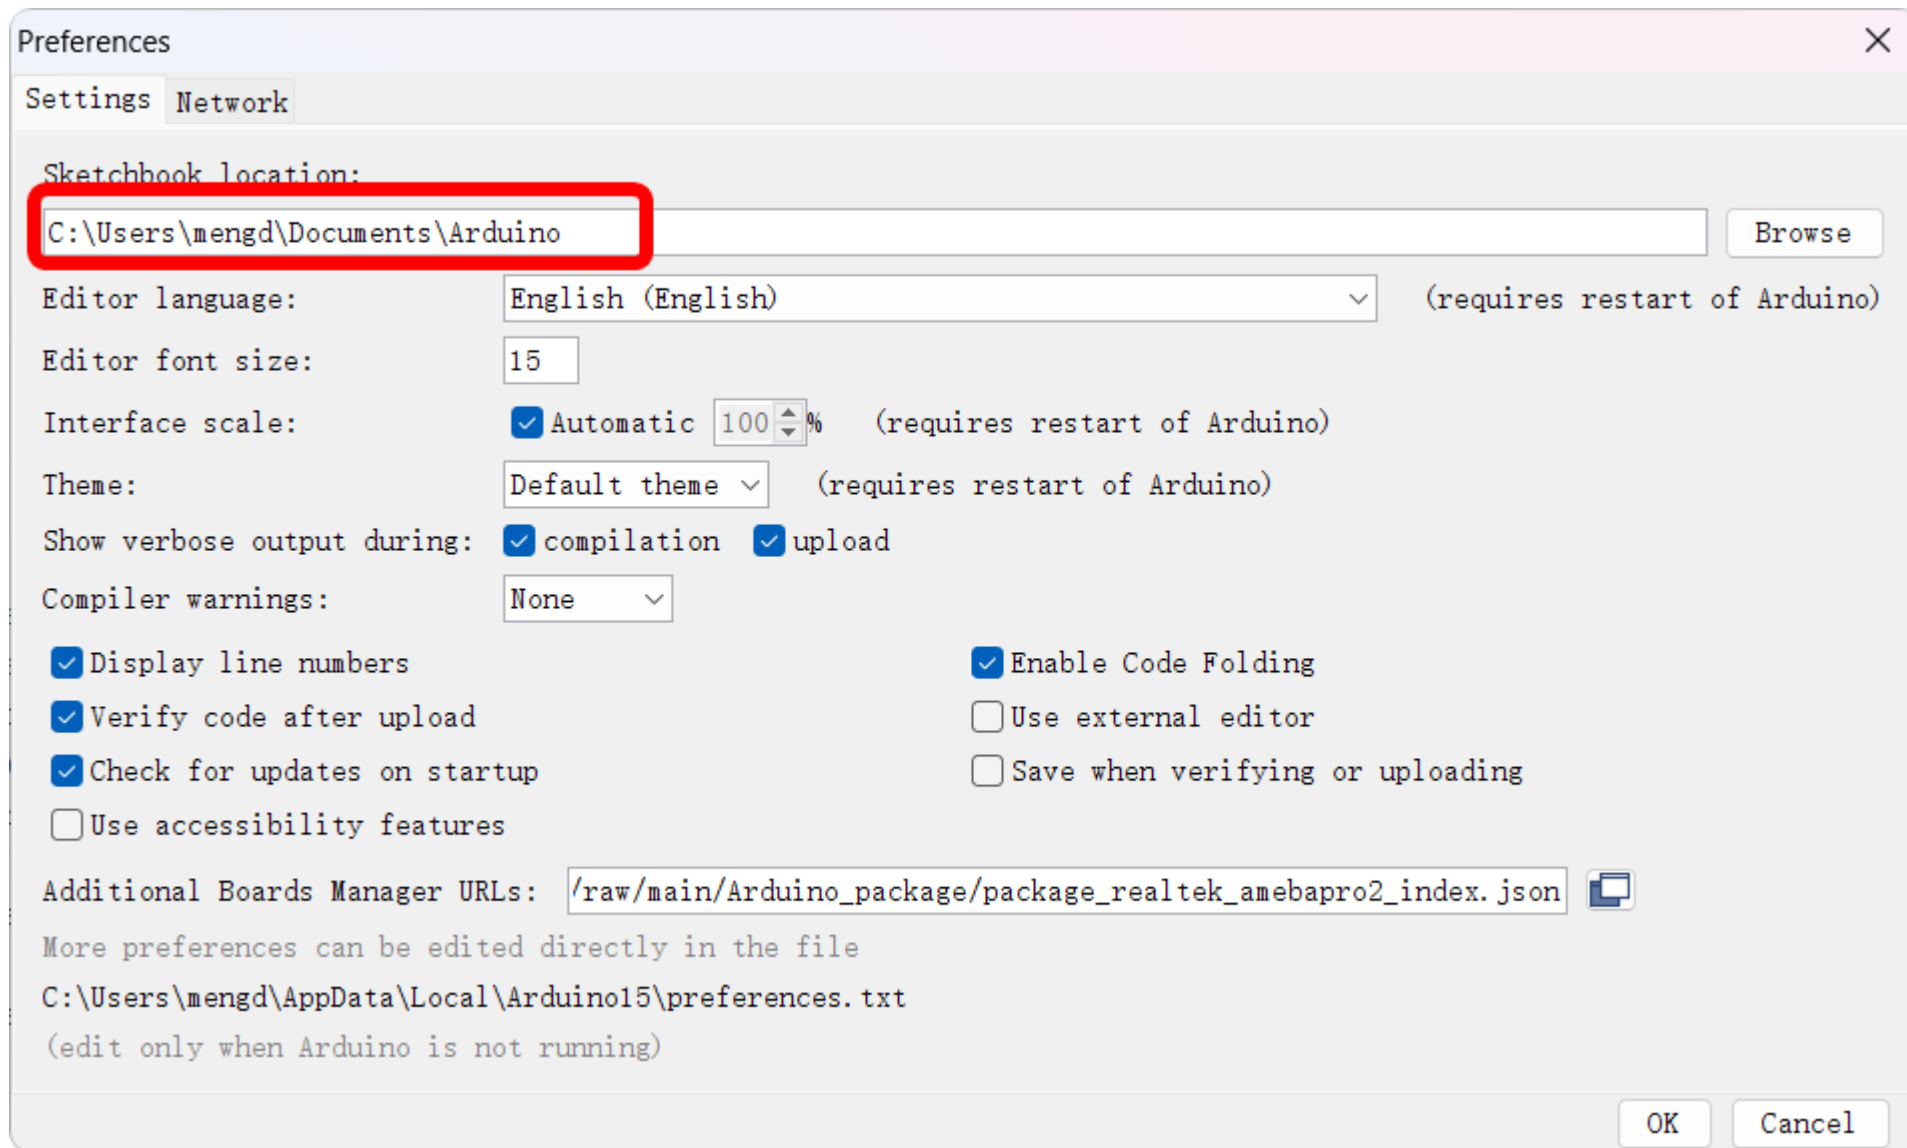 Preferences
Settings Network
Sketchbook location:
C:\Users\mengd\Documents\Arduino Browse
Editor language: English (English) (requires restart of Arduino)
Editor font size: 15
Interface scale: Automatic 100 % (requires restart of Arduino)
Theme: Default theme (requires restart of Arduino)
Show verbose output during: compilation upload
Compiler warnings: None
Display line numbers Enable Code Folding
Verify code after upload Use external editor
Check for updates on startup Save when verifying or uploading
Use accessibility features
Additional Boards Manager URLs: /raw/main/Arduino_package/package_realtek_amebapro2_index.json
More preferences can be edited directly in the file
C:\Users\mengd\AppData\Local\Arduino15\preferences.txt
(edit only when Arduino is not running)
OK Cancel